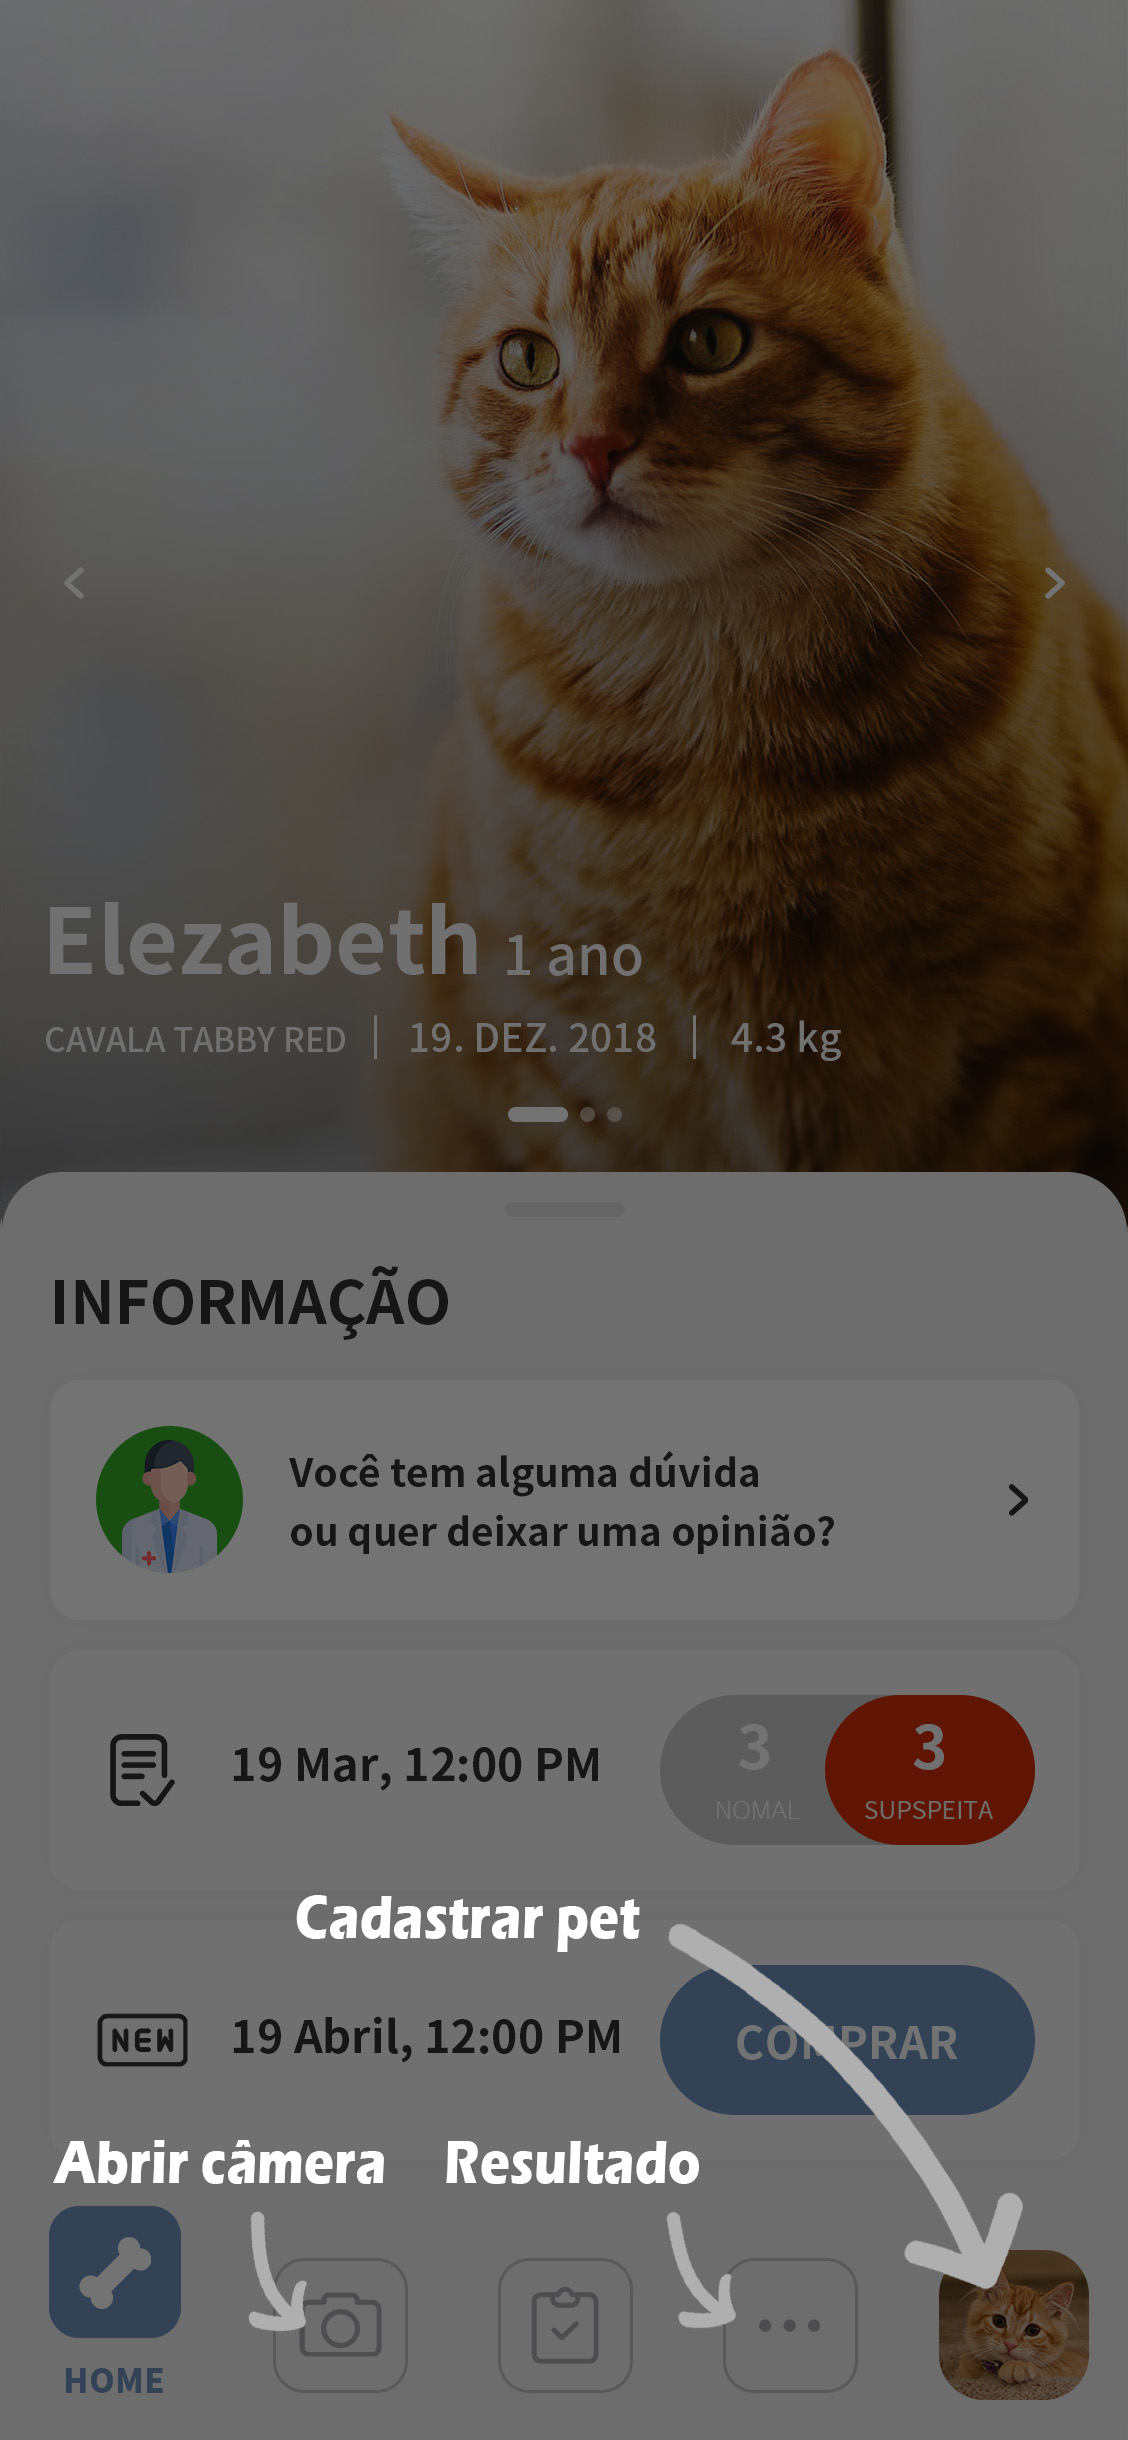 Elezabeth 1 ano
CAVALA TABBY RED | 19. DEZ. 2018 | 4.3 kg
INFORMAÇÃO
Você tem alguma dúvida
ou quer deixar uma opinião?
19 Mar, 12:00 PM
3
NOMAL
3
SUPSPEITA
Cadastrar pet
NEW
19 Abril, 12:00 PM
COMPRAR
Abrir câmera
Resultado
HOME